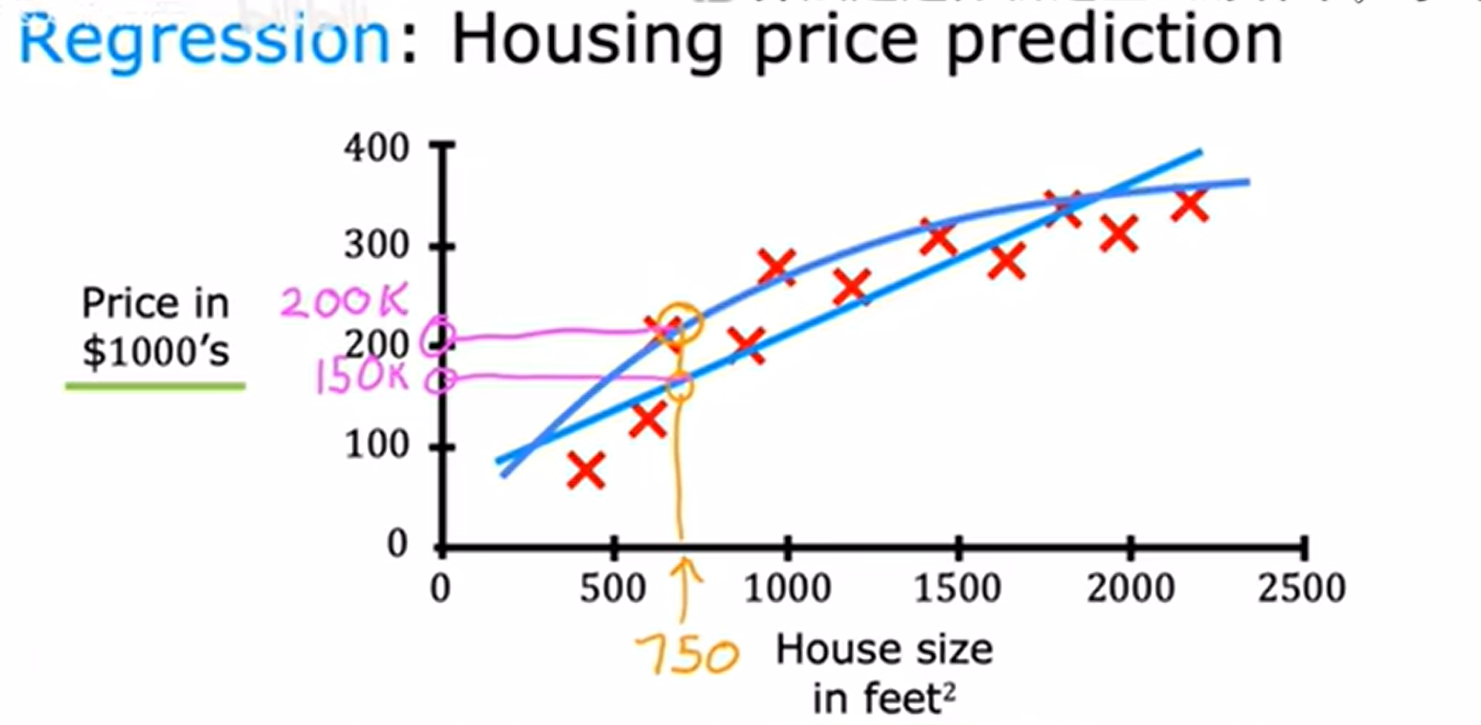 Regression: Housing price prediction
400
300
Price in
$1000’s
200K
200
150K
100
0
0 500 1000 1500 2000 2500
750
House size
in feet²